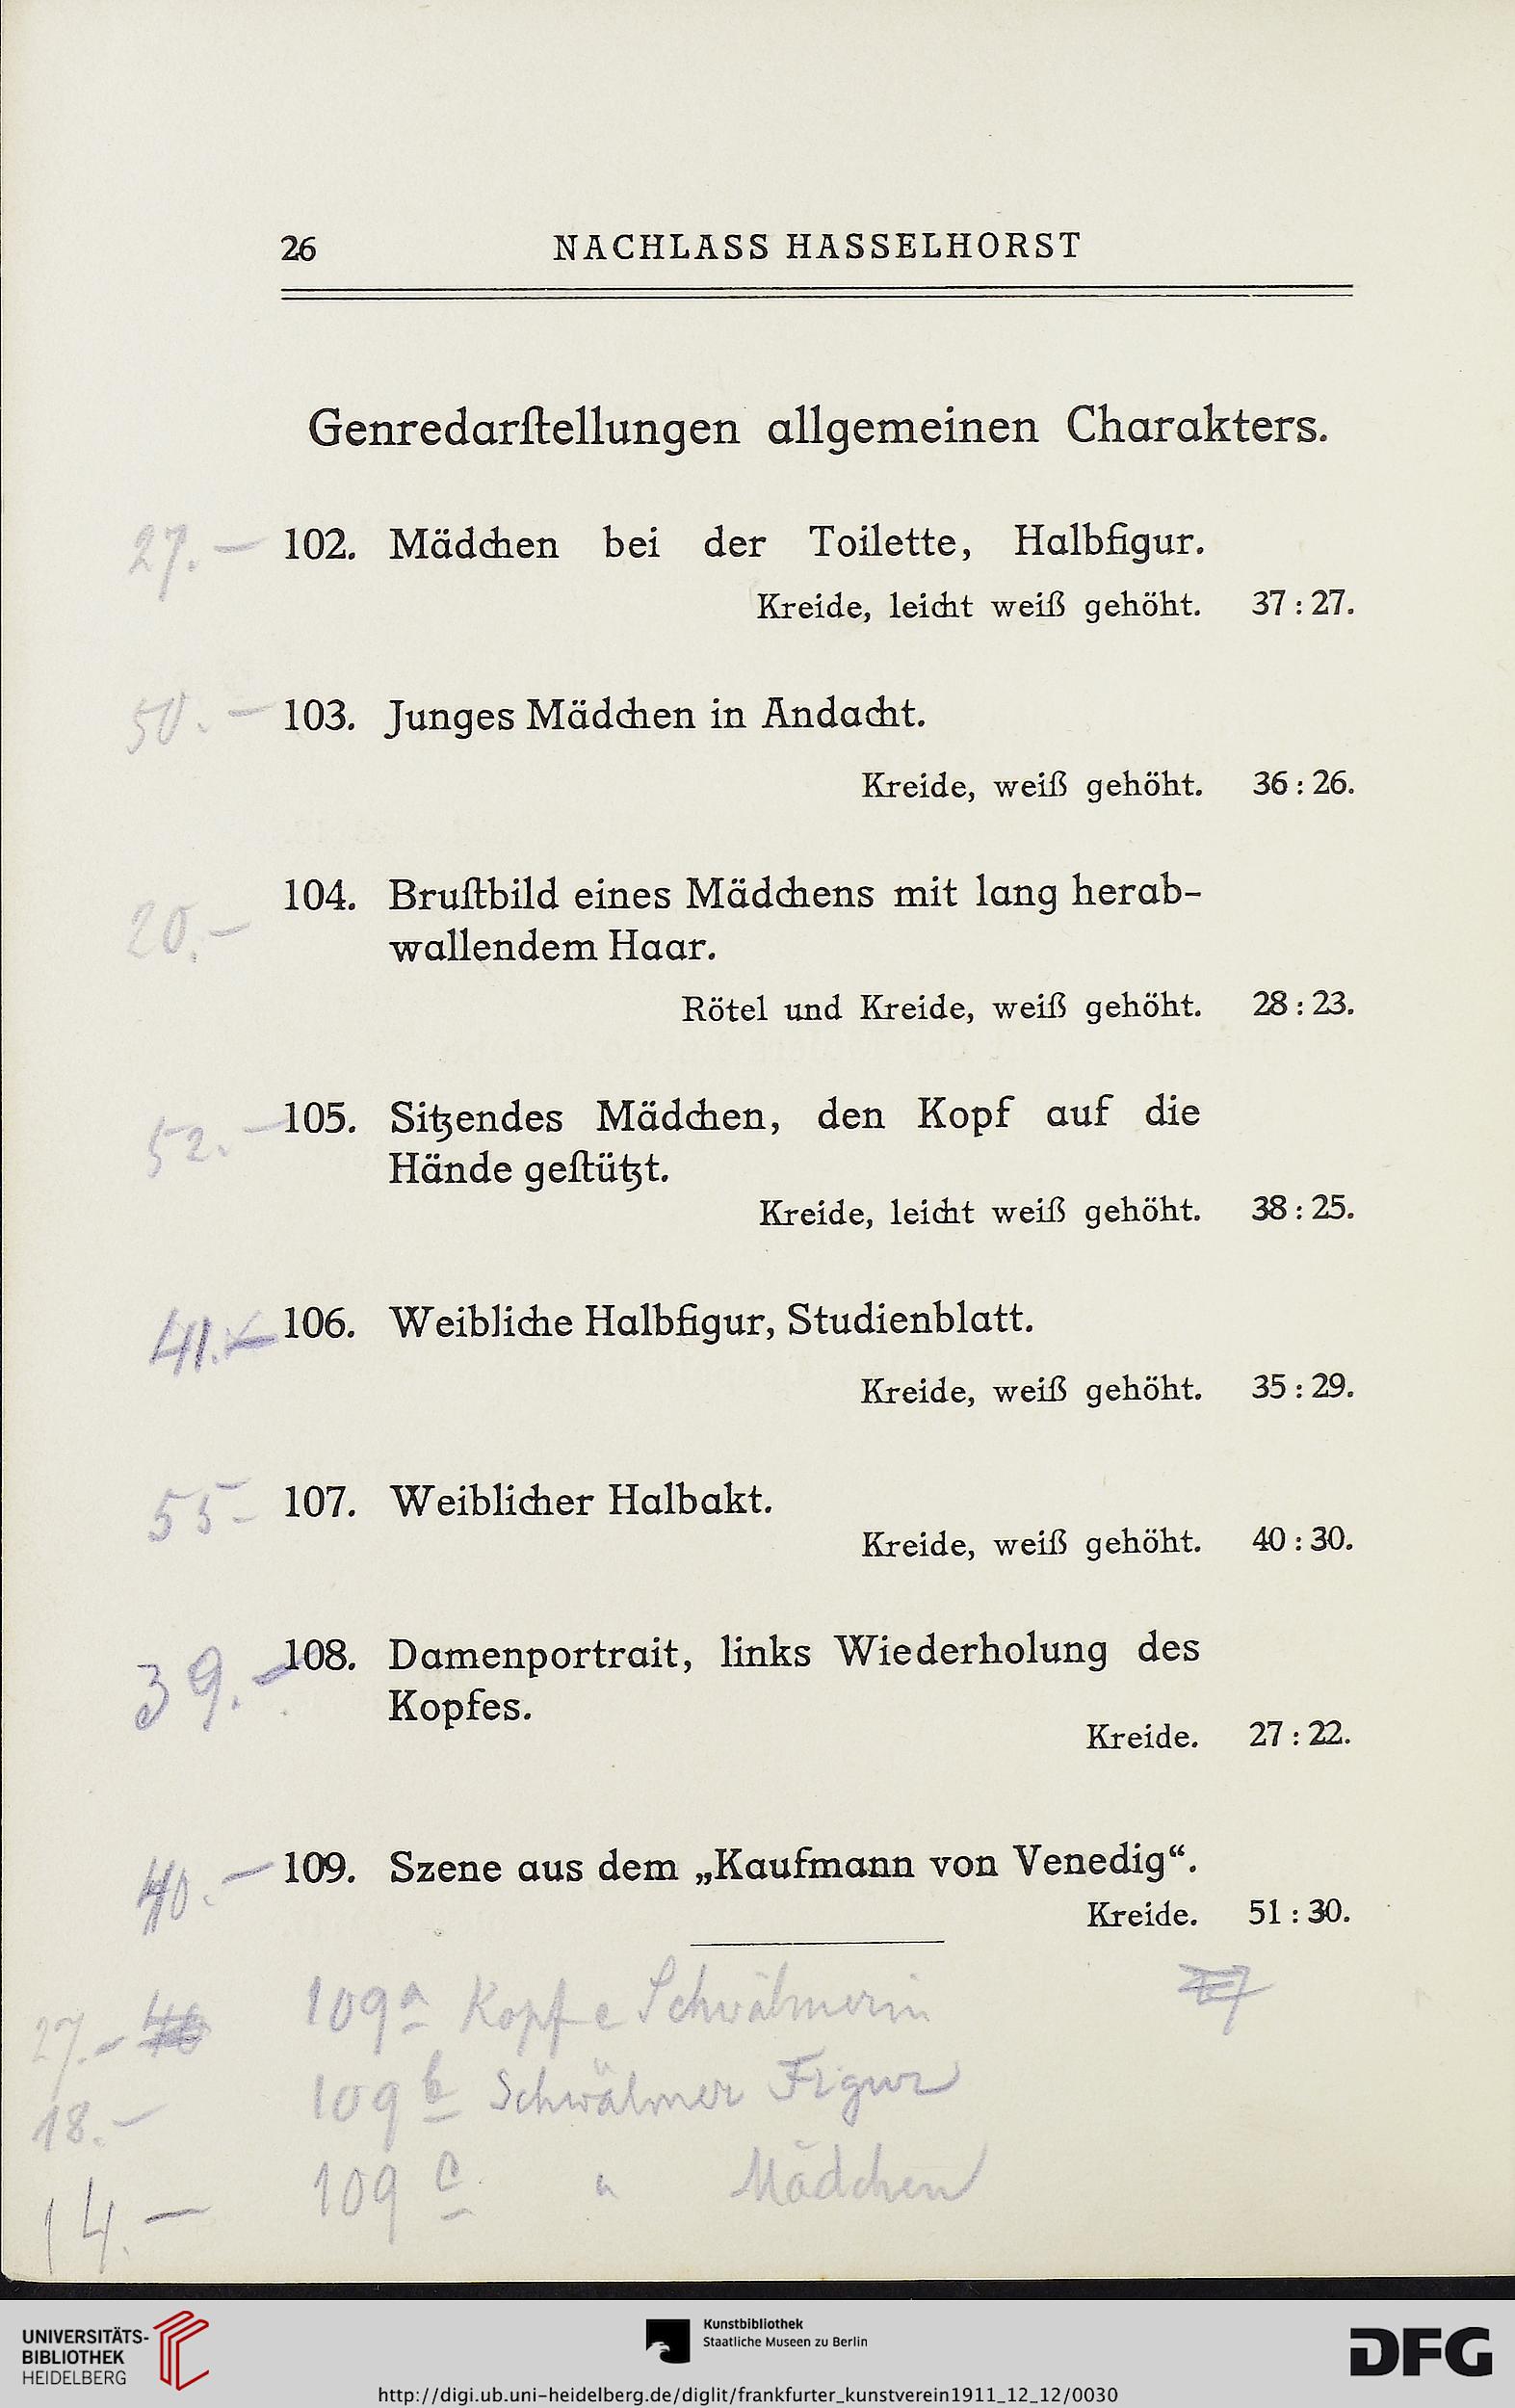 26 NACHLASS HASSELHORST
Genredarſtellungen allgemeinen Charakters.
27.— 102. Mädchen bei der Toilette, Halbfigur.
Kreide, leicht weiß gehöht. 37 : 27.
50.— 103. Junges Mädchen in Andacht.
Kreide, weiß gehöht. 36 : 26.
104. Bruſtbild eines Mädchens mit lang herab-
20.— wallendem Haar.
Rötel und Kreide, weiß gehöht. 28 : 23.
52.— 105. Sitzendes Mädchen, den Kopf auf die
Hände geſtützt.
Kreide, leicht weiß gehöht. 38 : 25.
41.— 106. Weibliche Halbfigur, Studienblatt.
Kreide, weiß gehöht. 35 : 29.
55— 107. Weiblicher Halbakt.
Kreide, weiß gehöht. 40 : 30.
39.— 108. Damenportrait, links Wiederholung des
Kopfes.
Kreide. 27 : 22.
40.— 109. Szene aus dem „Kaufmann von Venedig“.
Kreide. 51 : 30.
27.— 109a Kopf e Schwälmerin
18.— 109b Schwälmer Figur
14.— 109c " Mädchen
UNIVERSITÄTS-
BIBLIOTHEK
HEIDELBERG
Kunstbibliothek
Staatliche Museen zu Berlin
DFG
http://digi.ub.uni-heidelberg.de/diglit/frankfurter_kunstverein1911_12_12/0030